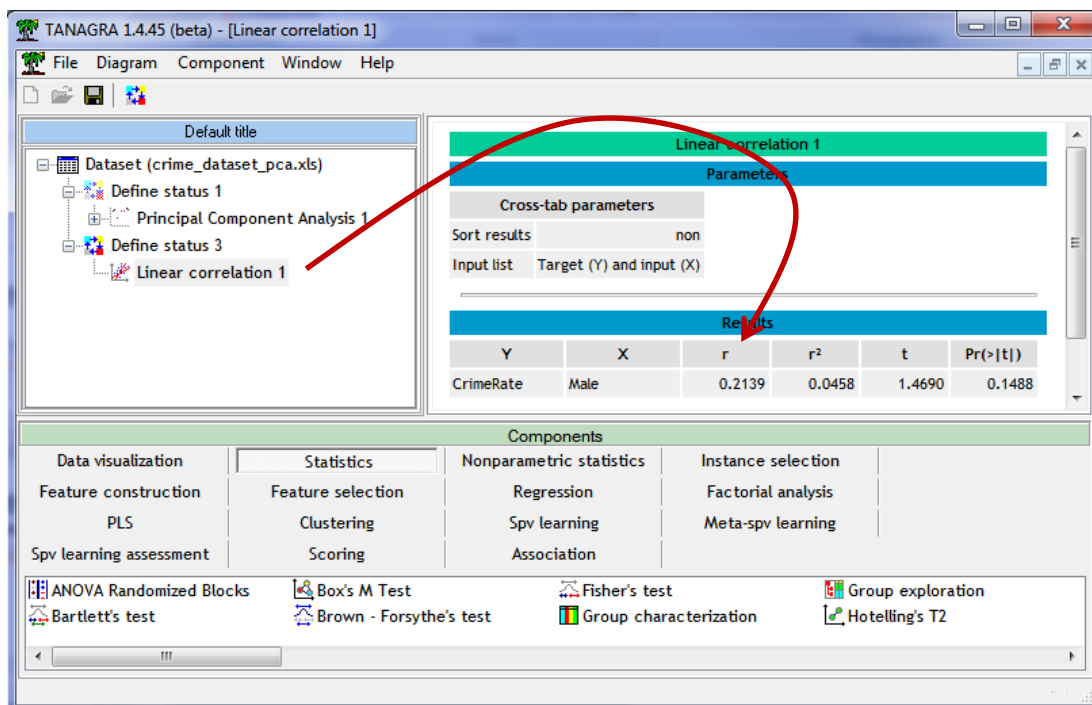 TANAGRA 1.4.45 (beta) - [Linear correlation 1]
File Diagram Component Window Help
Default title
Dataset (crime_dataset_pca.xls)
Define status 1
Principal Component Analysis 1
Define status 3
Linear correlation 1
Linear correlation 1
Parameters
Cross-tab parameters
Sort results non
Input list Target (Y) and input (X)
Results
Y X r r² t Pr(>|t|)
CrimeRate Male 0.2139 0.0458 1.4690 0.1488
Components
Data visualization Statistics Nonparametric statistics Instance selection
Feature construction Feature selection Regression Factorial analysis
PLS Clustering Spv learning Meta-spv learning
Spv learning assessment Scoring Association
ANOVA Randomized Blocks Box's M Test Fisher's test Group exploration
Bartlett's test Brown - Forsythe's test Group characterization Hotelling's T2